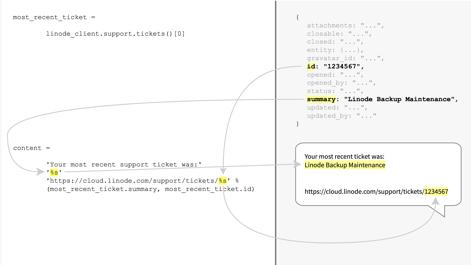 most_recent_ticket =
linode_client.support.tickets()[0]
content =
"Your most recent support ticket was:"
'%s'
'https://cloud.linode.com/support/tickets/%s' %
(most_recent_ticket.summary, most_recent_ticket.id)
{
attachments: "...",
closable: "...",
closed: "...",
entity: {...},
gravatar_id: "...",
id: "1234567",
opened: "...",
opened_by: "...",
status: "...",
summary: "Linode Backup Maintenance",
updated: "...",
updated_by: "..."
}
Your most recent ticket was:
Linode Backup Maintenance
https://cloud.linode.com/support/tickets/1234567